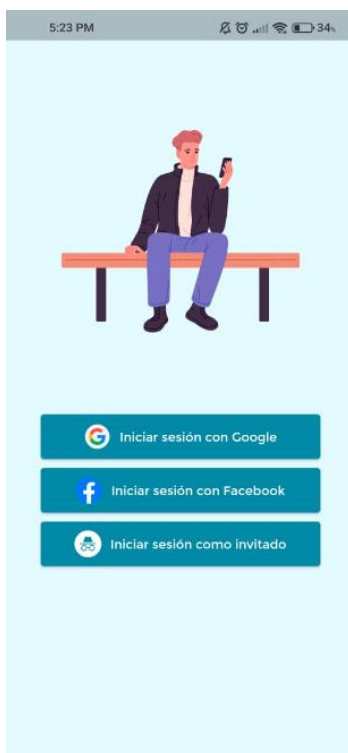 5:23 PM 34%
Iniciar sesión con Google
Iniciar sesión con Facebook
Iniciar sesión como invitado